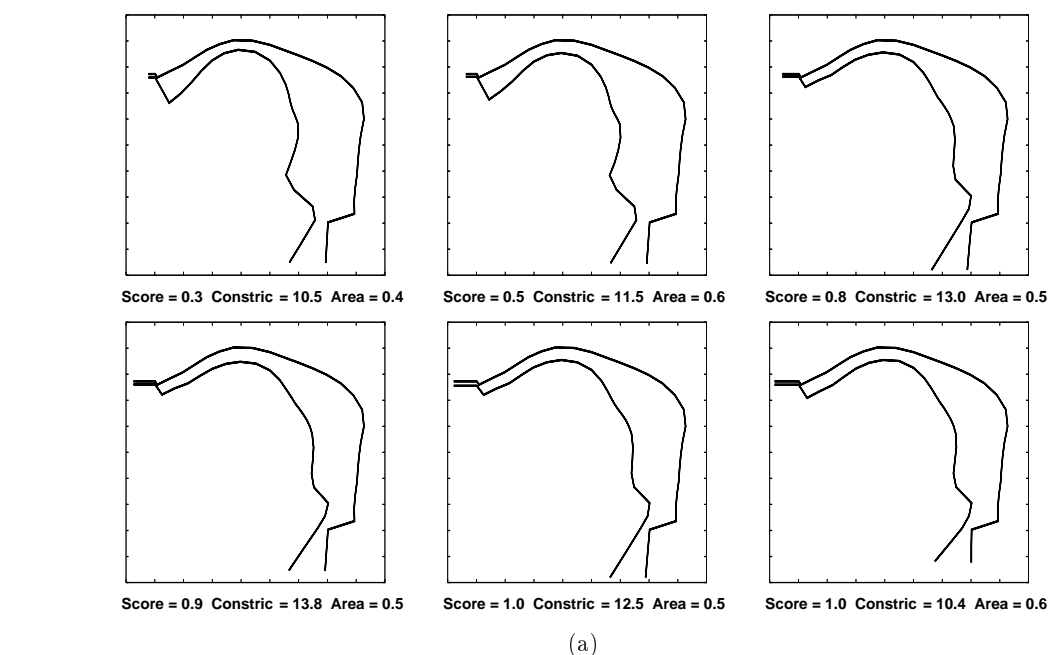 Score = 0.3 Constric = 10.5 Area = 0.4
Score = 0.5 Constric = 11.5 Area = 0.6
Score = 0.8 Constric = 13.0 Area = 0.5
Score = 0.9 Constric = 13.8 Area = 0.5
Score = 1.0 Constric = 12.5 Area = 0.5
Score = 1.0 Constric = 10.4 Area = 0.6
(a)